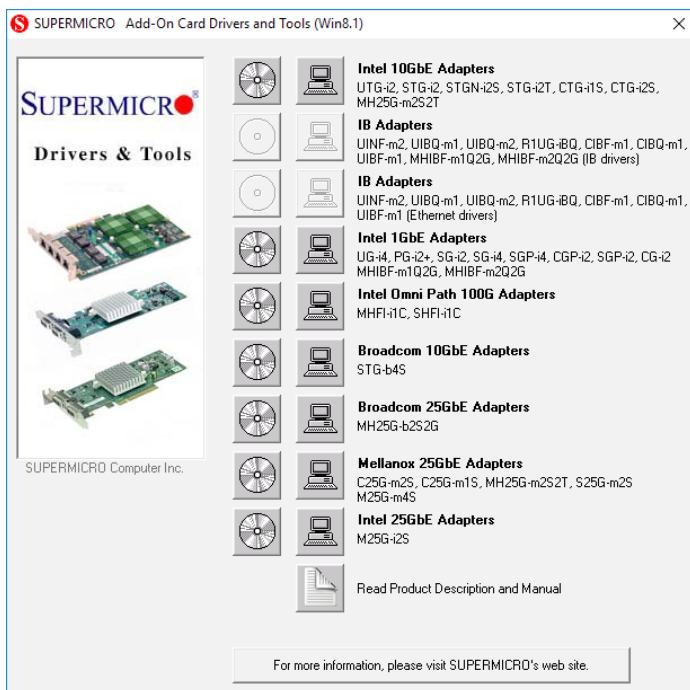 SUPERMICRO Add-On Card Drivers and Tools (Win8.1)
SUPERMICRO®
Drivers & Tools
SUPERMICRO Computer Inc.
Intel 10GbE Adapters
UTG-i2, STG-i2, STGN-i2S, STG-i2T, CTG-i1S, CTG-i2S,
MH25G-m2S2T
IB Adapters
UINF-m2, UIBQ-m1, UIBQ-m2, R1UG-iBQ, CIBF-m1, CIBQ-m1,
UIBF-m1, MHIBF-m1Q2G, MHIBF-m2Q2G (IB drivers)
IB Adapters
UINF-m2, UIBQ-m1, UIBQ-m2, R1UG-iBQ, CIBF-m1, CIBQ-m1,
UIBF-m1 (Ethernet drivers)
Intel 1GbE Adapters
UG-i4, PG-i2+, SG-i2, SG-i4, SGP-i4, CGP-i2, SGP-i2, CG-i2
MHIBF-m1Q2G, MHIBF-m2Q2G
Intel Omni Path 100G Adapters
MHFI-i1C, SHFI-i1C
Broadcom 10GbE Adapters
STG-b4S
Broadcom 25GbE Adapters
MH25G-b2S2G
Mellanox 25GbE Adapters
C25G-m2S, C25G-m1S, MH25G-m2S2T, S25G-m2S
M25G-m4S
Intel 25GbE Adapters
M25G-i2S
Read Product Description and Manual
For more information, please visit SUPERMICRO's web site.